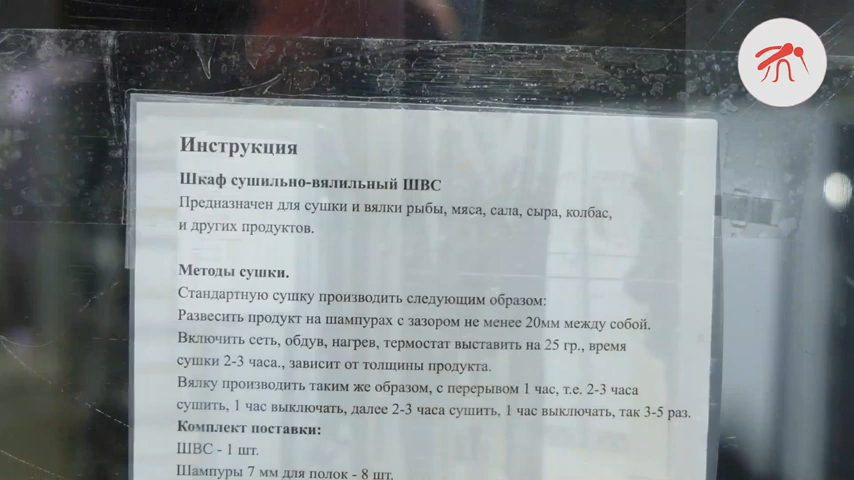 Инструкция
Шкаф сушильно-вялильный ШВС
Предназначен для сушки и вялки рыбы, мяса, сала, сыра, колбас,
и других продуктов.
Методы сушки.
Стандартную сушку производить следующим образом:
Развесить продукт на шампурах с зазором не менее 20мм между собой.
Включить сеть, обдув, нагрев, термостат выставить на 25 гр., время
сушки 2-3 часа., зависит от толщины продукта.
Вялку производить таким же образом, с перерывом 1 час, т.е. 2-3 часа
сушить, 1 час выключать, далее 2-3 часа сушить, 1 час выключать, так 3-5 раз.
Комплект поставки:
ШВС - 1 шт.
Шампуры 7 мм для полок - 8 шт.